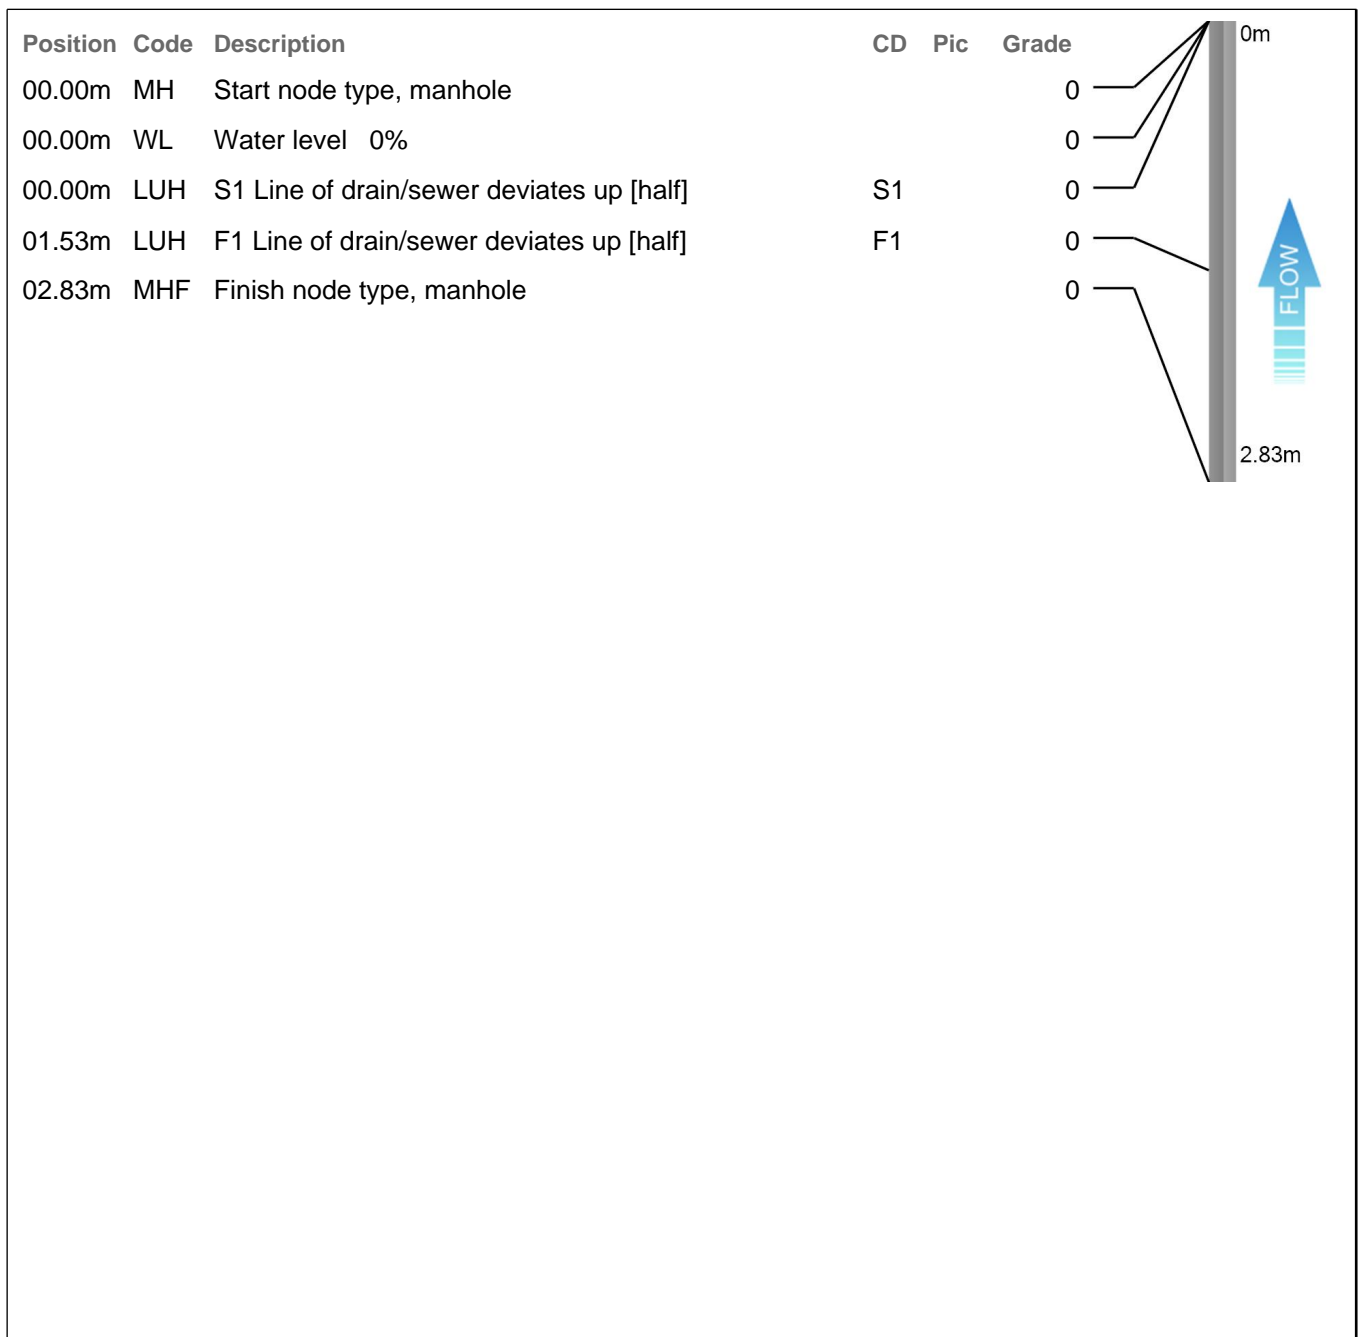 Position Code Description CD Pic Grade
0m
00.00m MH Start node type, manhole 0
00.00m WL Water level 0% 0
00.00m LUH S1 Line of drain/sewer deviates up [half] S1 0
01.53m LUH F1 Line of drain/sewer deviates up [half] F1 0
02.83m MHF Finish node type, manhole 0
FLOW
2.83m